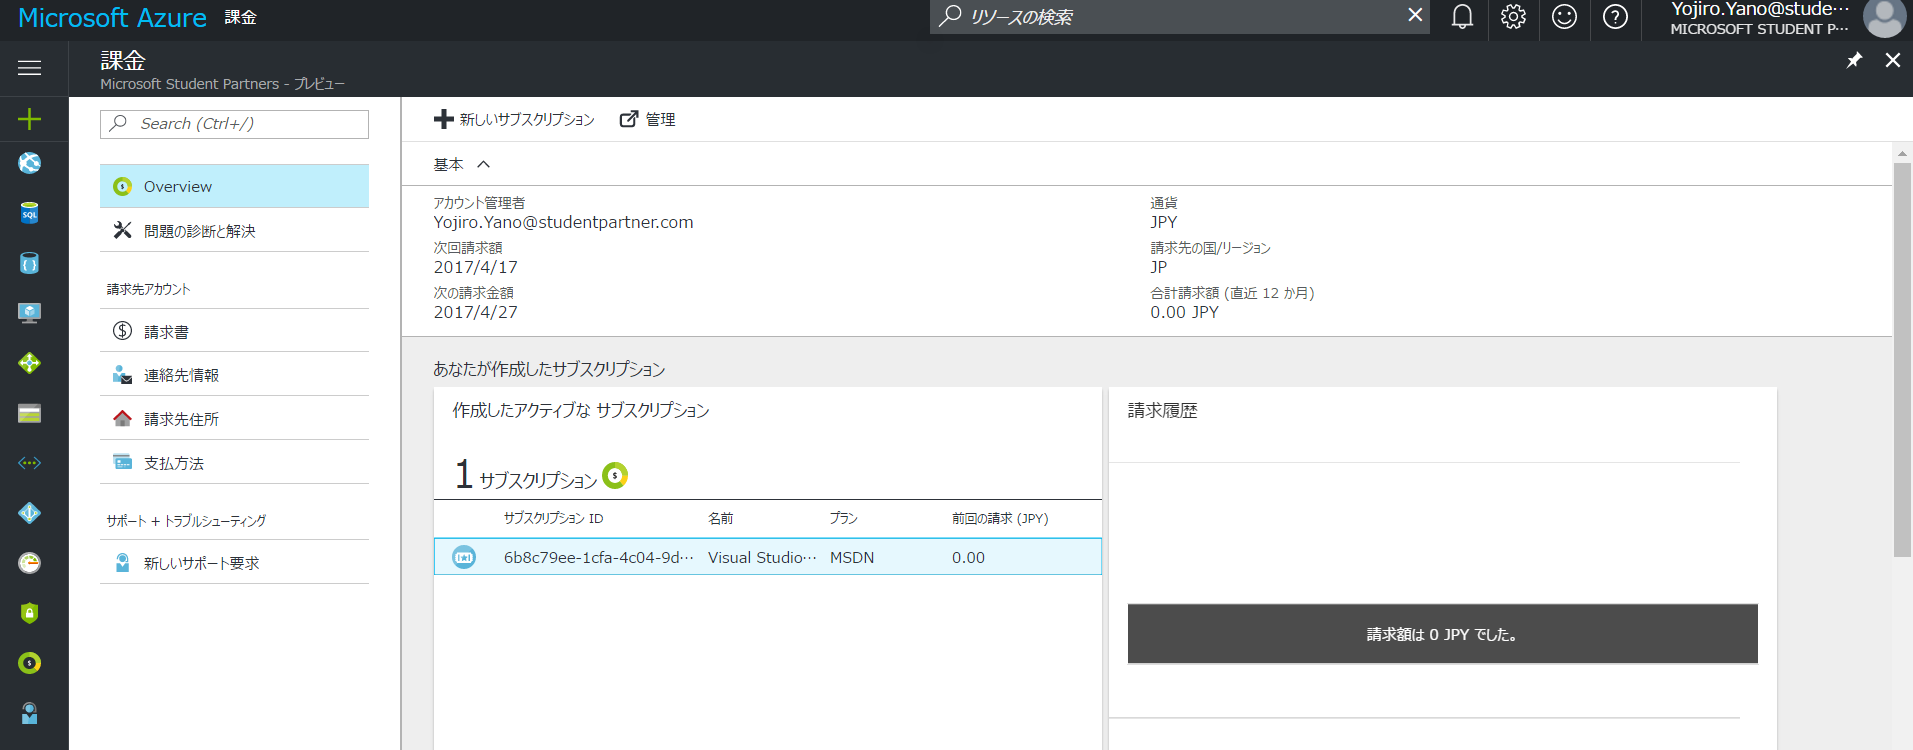 Microsoft Azure 課金
リソースの検索
Yojiro.Yano@stude···
MICROSOFT STUDENT P···
課金
Microsoft Student Partners - プレビュー
Search (Ctrl+/)
Overview
問題の診断と解決
請求先アカウント
請求書
連絡先情報
請求先住所
支払方法
サポート + トラブルシューティング
新しいサポート要求
新しいサブスクリプション 管理
基本
アカウント管理者
Yojiro.Yano@studentpartner.com
次回請求額
2017/4/17
次の請求金額
2017/4/27
通貨
JPY
請求先の国/リージョン
JP
合計請求額 (直近 12 か月)
0.00 JPY
あなたが作成したサブスクリプション
作成したアクティブな サブスクリプション
1 サブスクリプション
サブスクリプション ID 名前 プラン 前回の請求 (JPY)
6b8c79ee-1cfa-4c04-9d··· Visual Studio··· MSDN 0.00
請求履歴
請求額は 0 JPY でした。
SQL